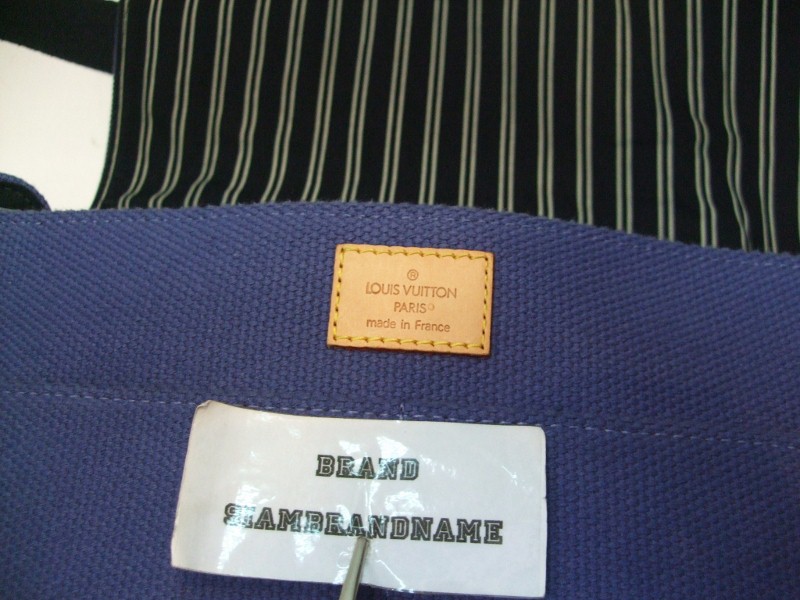 ®
LOUIS VUITTON
PARIS
made in France
BRAND
SIAMBRANDNAME